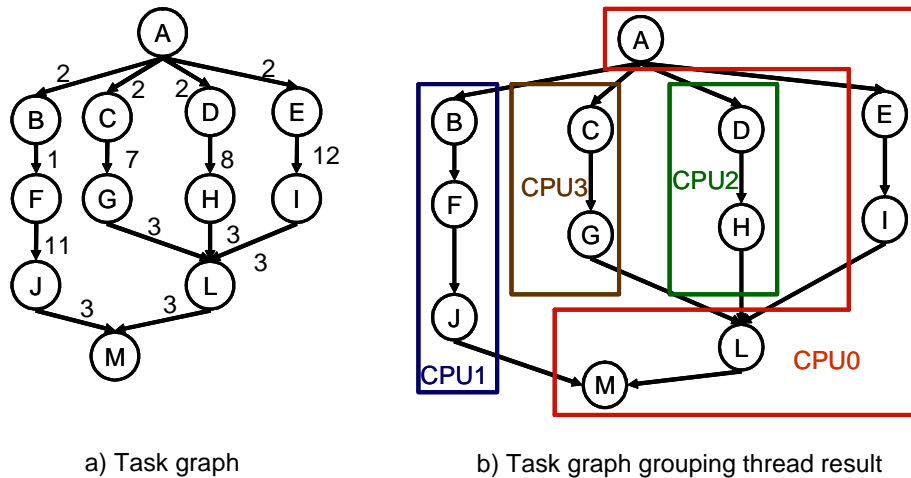 A
A
2
2
2
2
B
C
D
E
B
C
D
E
1
7
8
12
CPU3
CPU2
F
G
H
I
F
G
H
I
11
3
3
3
J
L
J
L
3
3
CPU1
CPU0
M
M
a) Task graph
b) Task graph grouping thread result